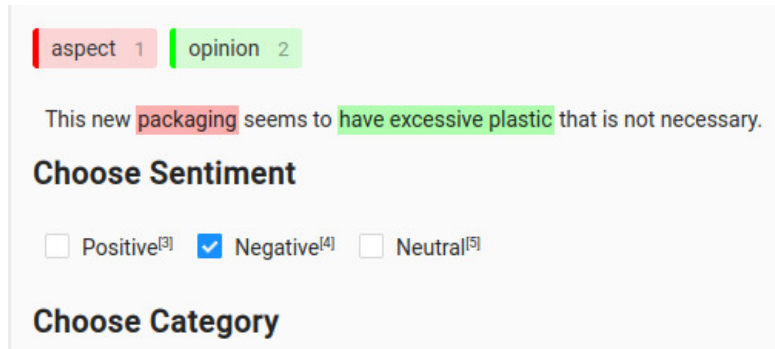 aspect 1 opinion 2
This new packaging seems to have excessive plastic that is not necessary.
Choose Sentiment
Positive[3] Negative[4] Neutral[5]
Choose Category